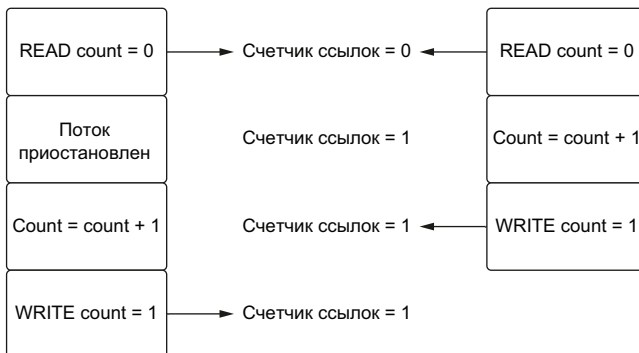 READ count = 0
Счетчик ссылок = 0
READ count = 0
Поток
приостановлен
Счетчик ссылок = 1
Count = count + 1
Count = count + 1
Счетчик ссылок = 1
WRITE count = 1
WRITE count = 1
Счетчик ссылок = 1